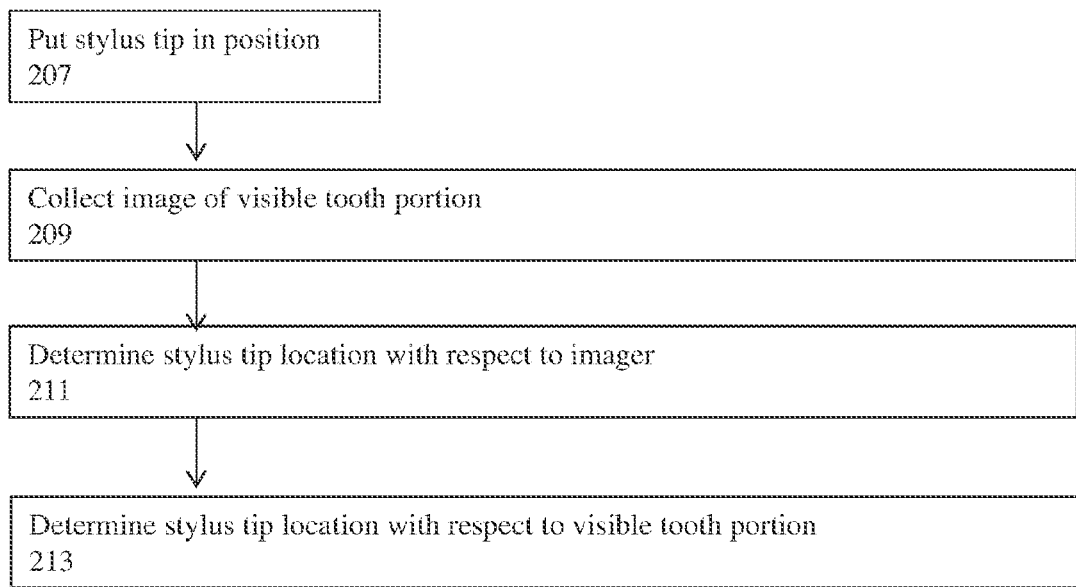 Put stylus tip in position
207
Collect image of visible tooth portion
209
Determine stylus tip location with respect to imager
211
Determine stylus tip location with respect to visible tooth portion
213